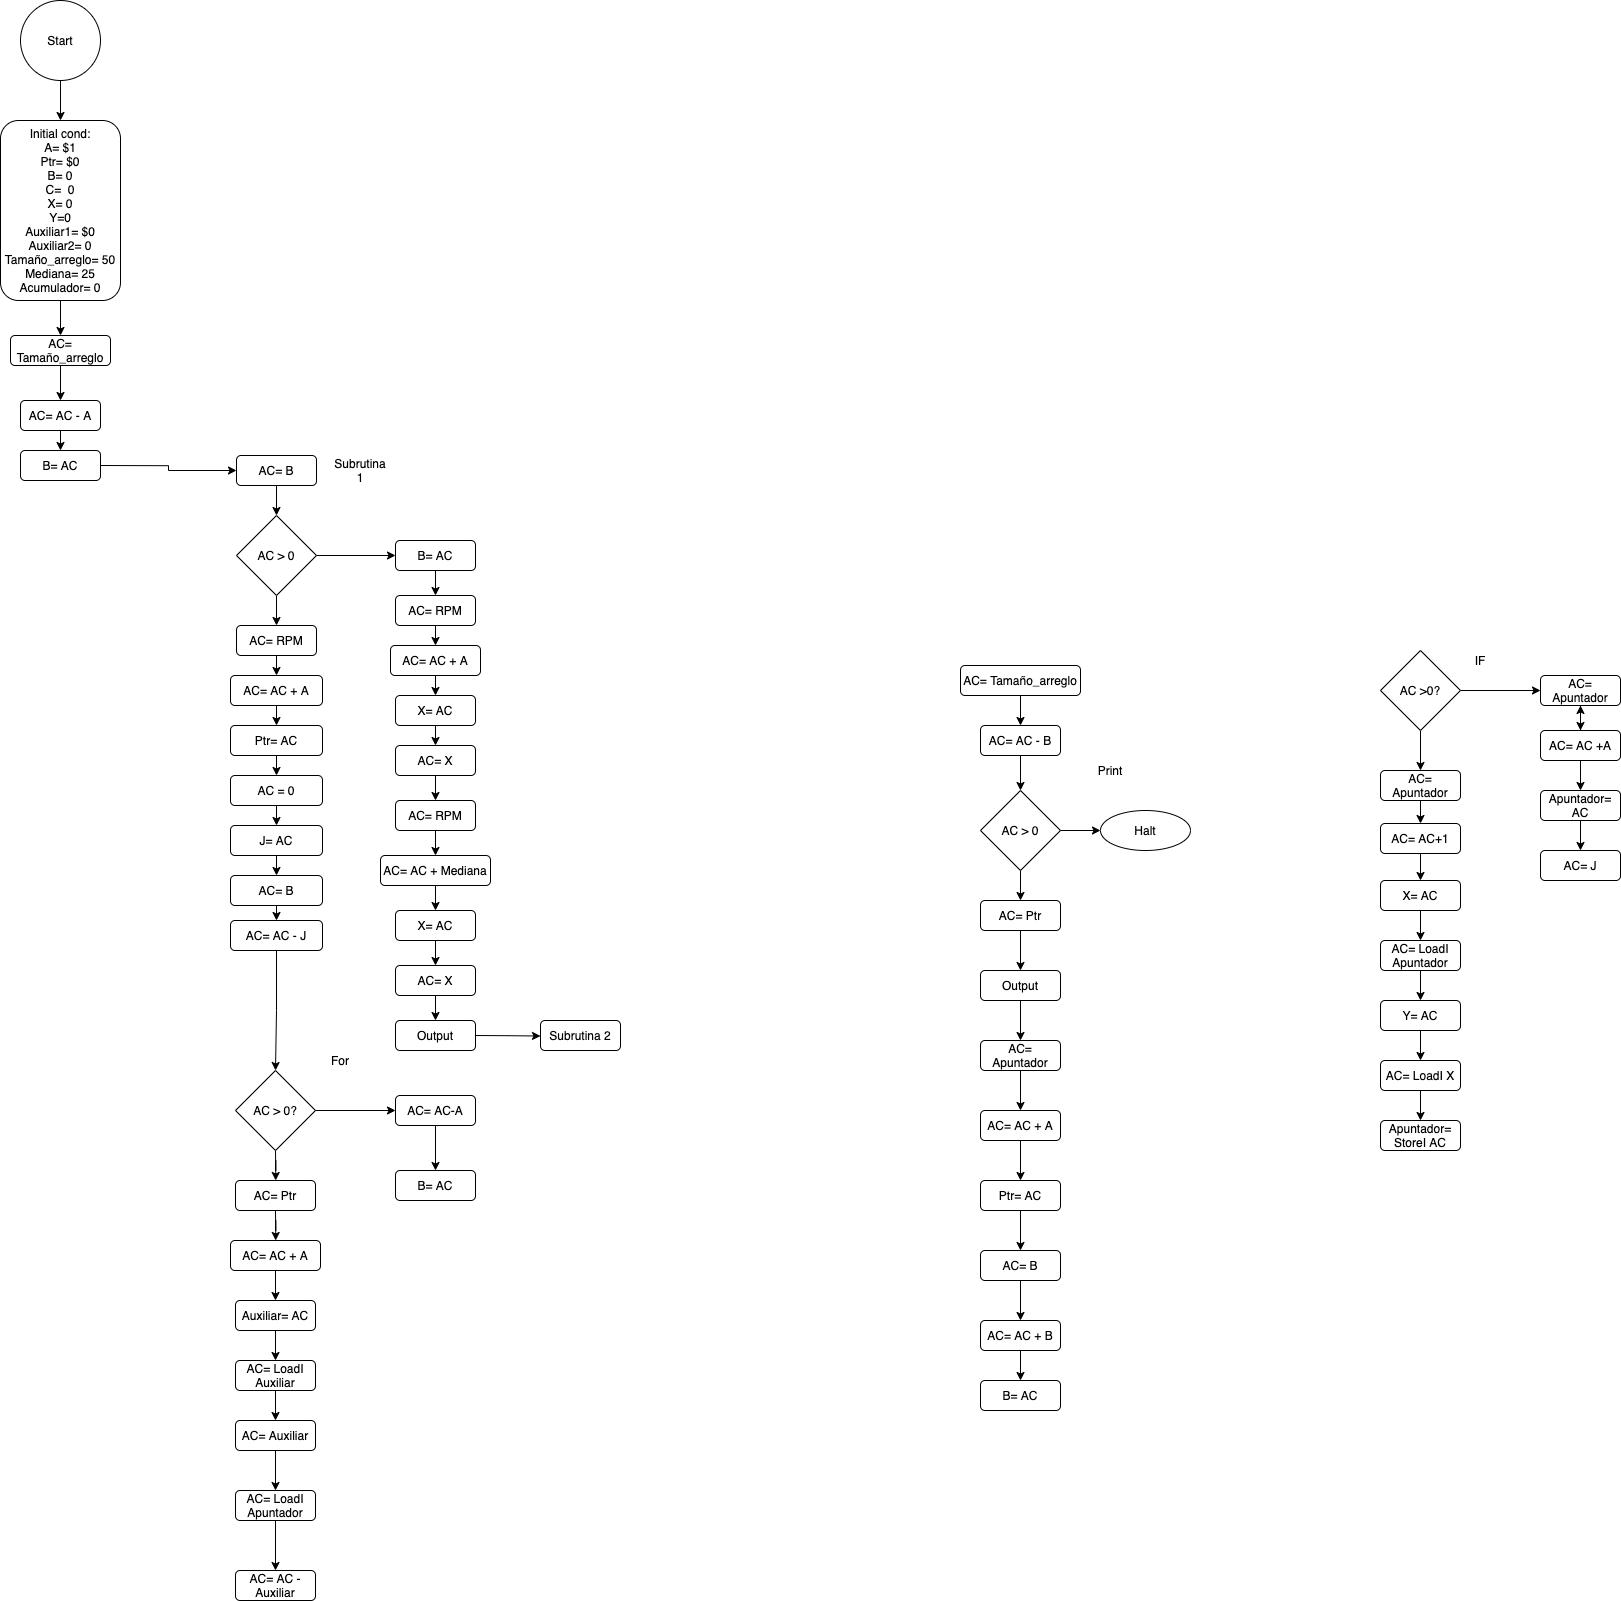 Start
Initial cond:
A= $1
Ptr= $0
B= 0
C=  0
X= 0
Y=0
Auxiliar1= $0
Auxiliar2= 0
Tamaño_arreglo= 50
Mediana= 25
Acumulador= 0
AC=
Tamaño_arreglo
AC= AC - A
B= AC
AC= B
Subrutina
1
AC > 0
AC= RPM
AC= AC + A
Ptr= AC
AC = 0
J= AC
AC= B
AC= AC - J
B= AC
AC= RPM
AC= AC + A
X= AC
AC= X
AC= RPM
AC= AC + Mediana
X= AC
AC= X
Output
Subrutina 2
For
AC > 0?
AC= AC-A
B= AC
AC= Ptr
AC= AC + A
Auxiliar= AC
AC= LoadI
Auxiliar
AC= Auxiliar
AC= LoadI
Apuntador
AC= AC -
Auxiliar
AC= Tamaño_arreglo
AC= AC - B
Print
AC > 0
Halt
AC= Ptr
Output
AC=
Apuntador
AC= AC + A
Ptr= AC
AC= B
AC= AC + B
B= AC
IF
AC >0?
AC=
Apuntador
AC= AC +A
Apuntador=
AC
AC= J
AC=
Apuntador
AC= AC+1
X= AC
AC= LoadI
Apuntador
Y= AC
AC= LoadI X
Apuntador=
StoreI AC